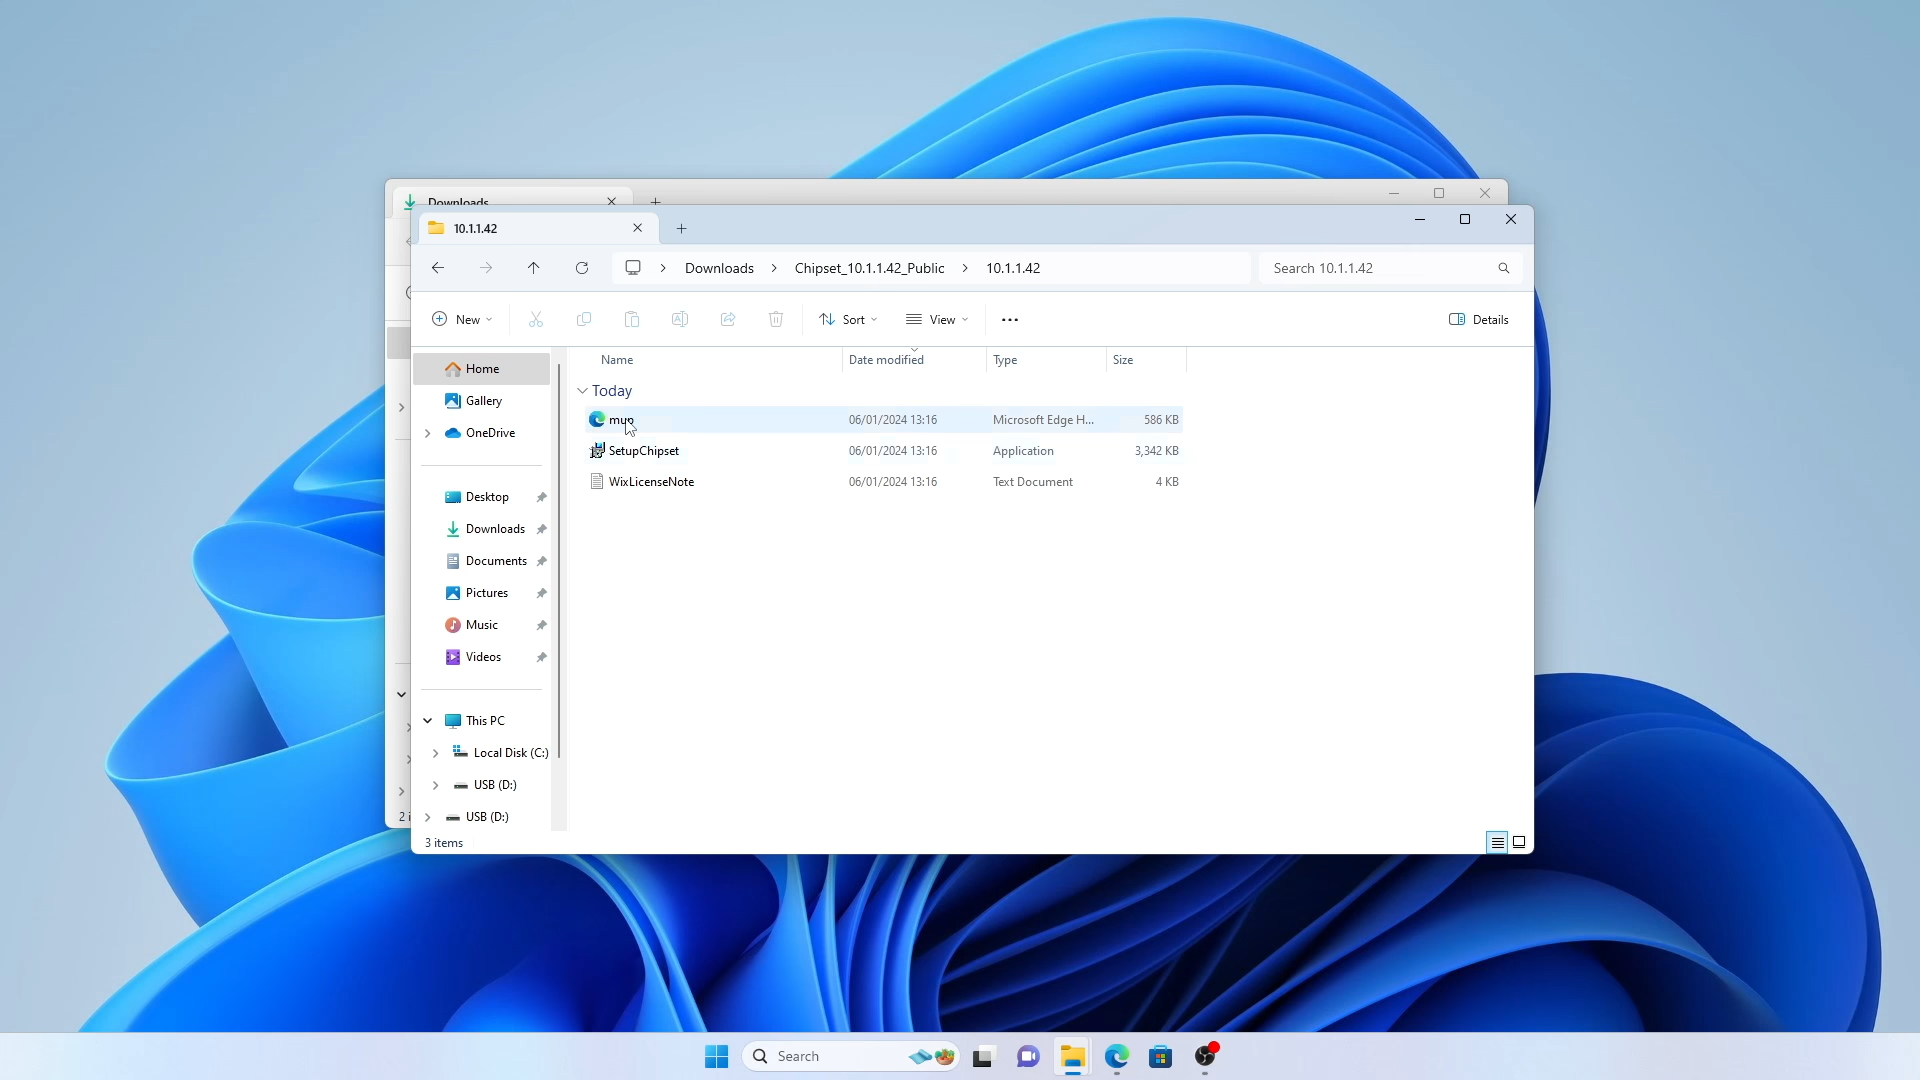 Downloads
10.1.1.42
Downloads > Chipset_10.1.1.42_Public > 10.1.1.42
Search 10.1.1.42
New
Sort
View
Details
Name
Date modified
Type
Size
Home
Gallery
OneDrive
Desktop
Downloads
Documents
Pictures
Music
Videos
This PC
Local Disk (C:)
USB (D:)
USB (D:)
Today
06/01/2024 13:16 Microsoft Edge H... 586 KB
SetupChipset 06/01/2024 13:16 Application 3,342 KB
WixLicenseNote 06/01/2024 13:16 Text Document 4 KB
3 items
Search